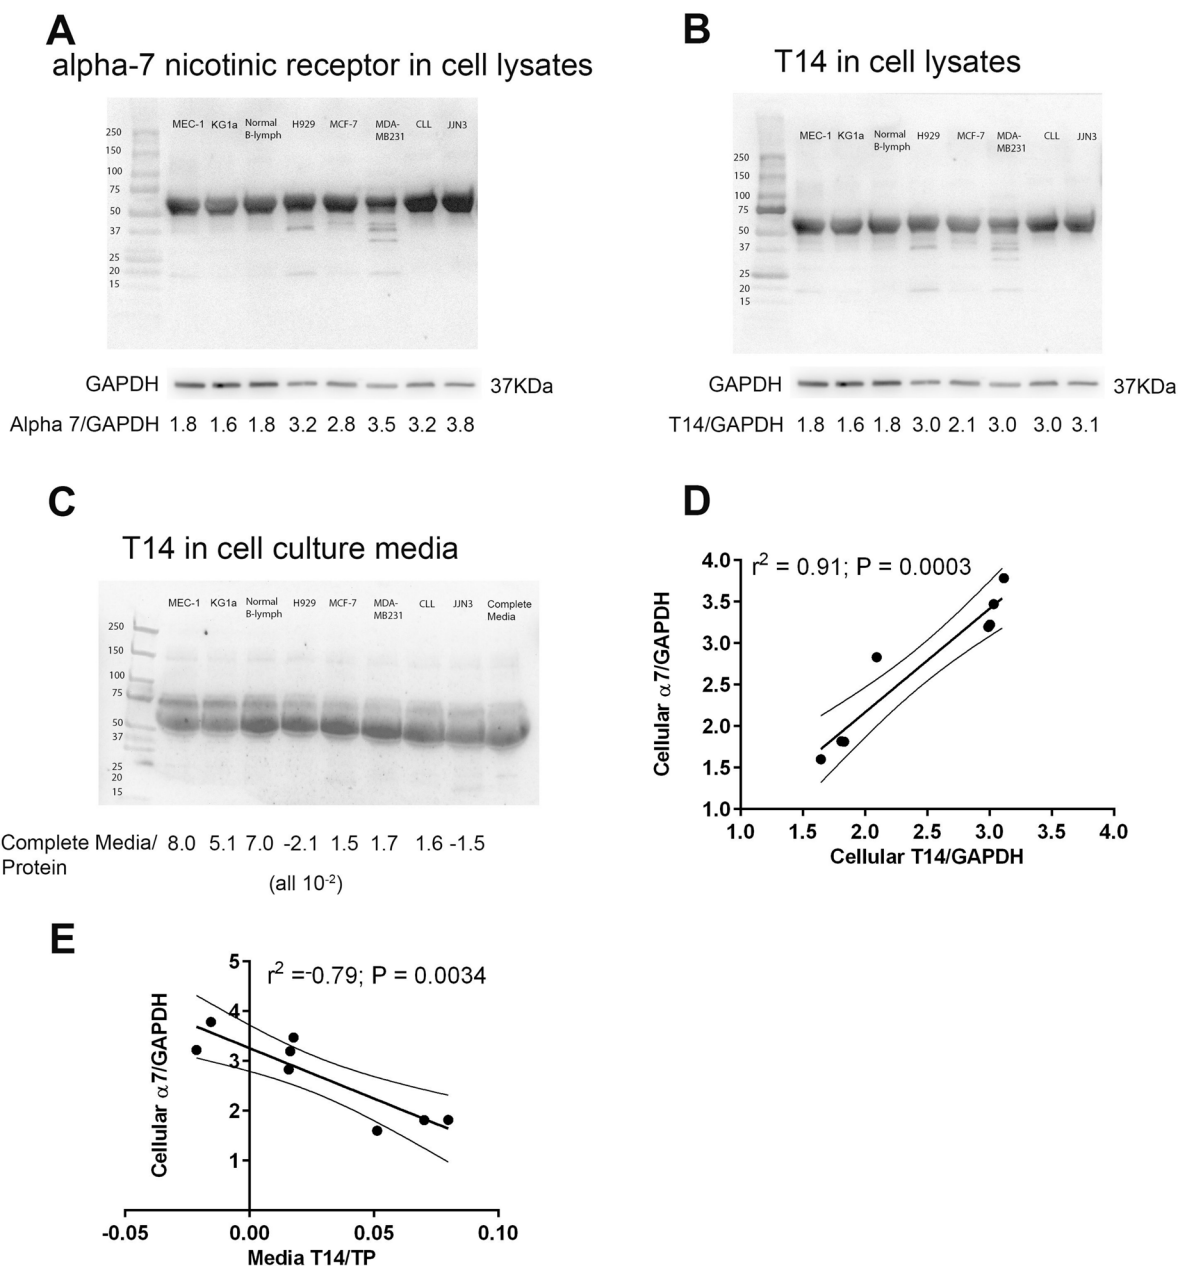 A
alpha-7 nicotinic receptor in cell lysates
MEC-1 KG1a Normal B-lymph H929 MCF-7 MDA-MB231 CLL JJN3
250
150
100
75
50
37
25
20
15
GAPDH 37KDa
Alpha 7/GAPDH 1.8 1.6 1.8 3.2 2.8 3.5 3.2 3.8
B
T14 in cell lysates
MEC-1 KG1a Normal B-lymph H929 MCF-7 MDA-MB231 CLL JJN3
250
150
100
75
50
37
25
20
15
GAPDH 37KDa
T14/GAPDH 1.8 1.6 1.8 3.0 2.1 3.0 3.0 3.1
C
T14 in cell culture media
MEC-1 KG1a Normal B-lymph H929 MCF-7 MDA-MB231 CLL JJN3 Complete Media
250
150
100
75
50
37
25
20
15
Complete Media/ 8.0 5.1 7.0 -2.1 1.5 1.7 1.6 -1.5
Protein
(all 10-2)
D
r2 = 0.91; P = 0.0003
4.0
3.5
3.0
2.5
2.0
1.5
1.0
Cellular α7/GAPDH
1.0 1.5 2.0 2.5 3.0 3.5 4.0
Cellular T14/GAPDH
E
r2 =-0.79; P = 0.0034
5
4
3
2
1
Cellular α7/GAPDH
-0.05 0.00 0.05 0.10
Media T14/TP